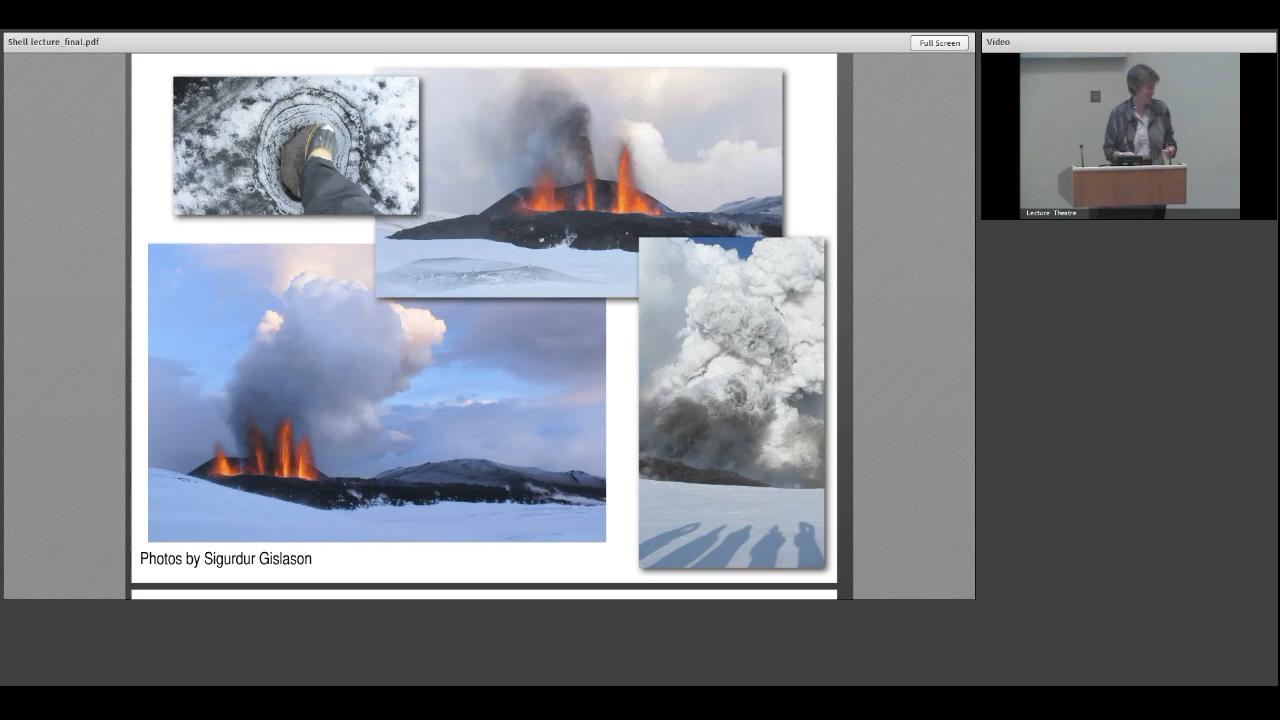 Shell lecture_final.pdf
Full Screen
Video
Lecture Theatre
Photos by Sigurdur Gislason